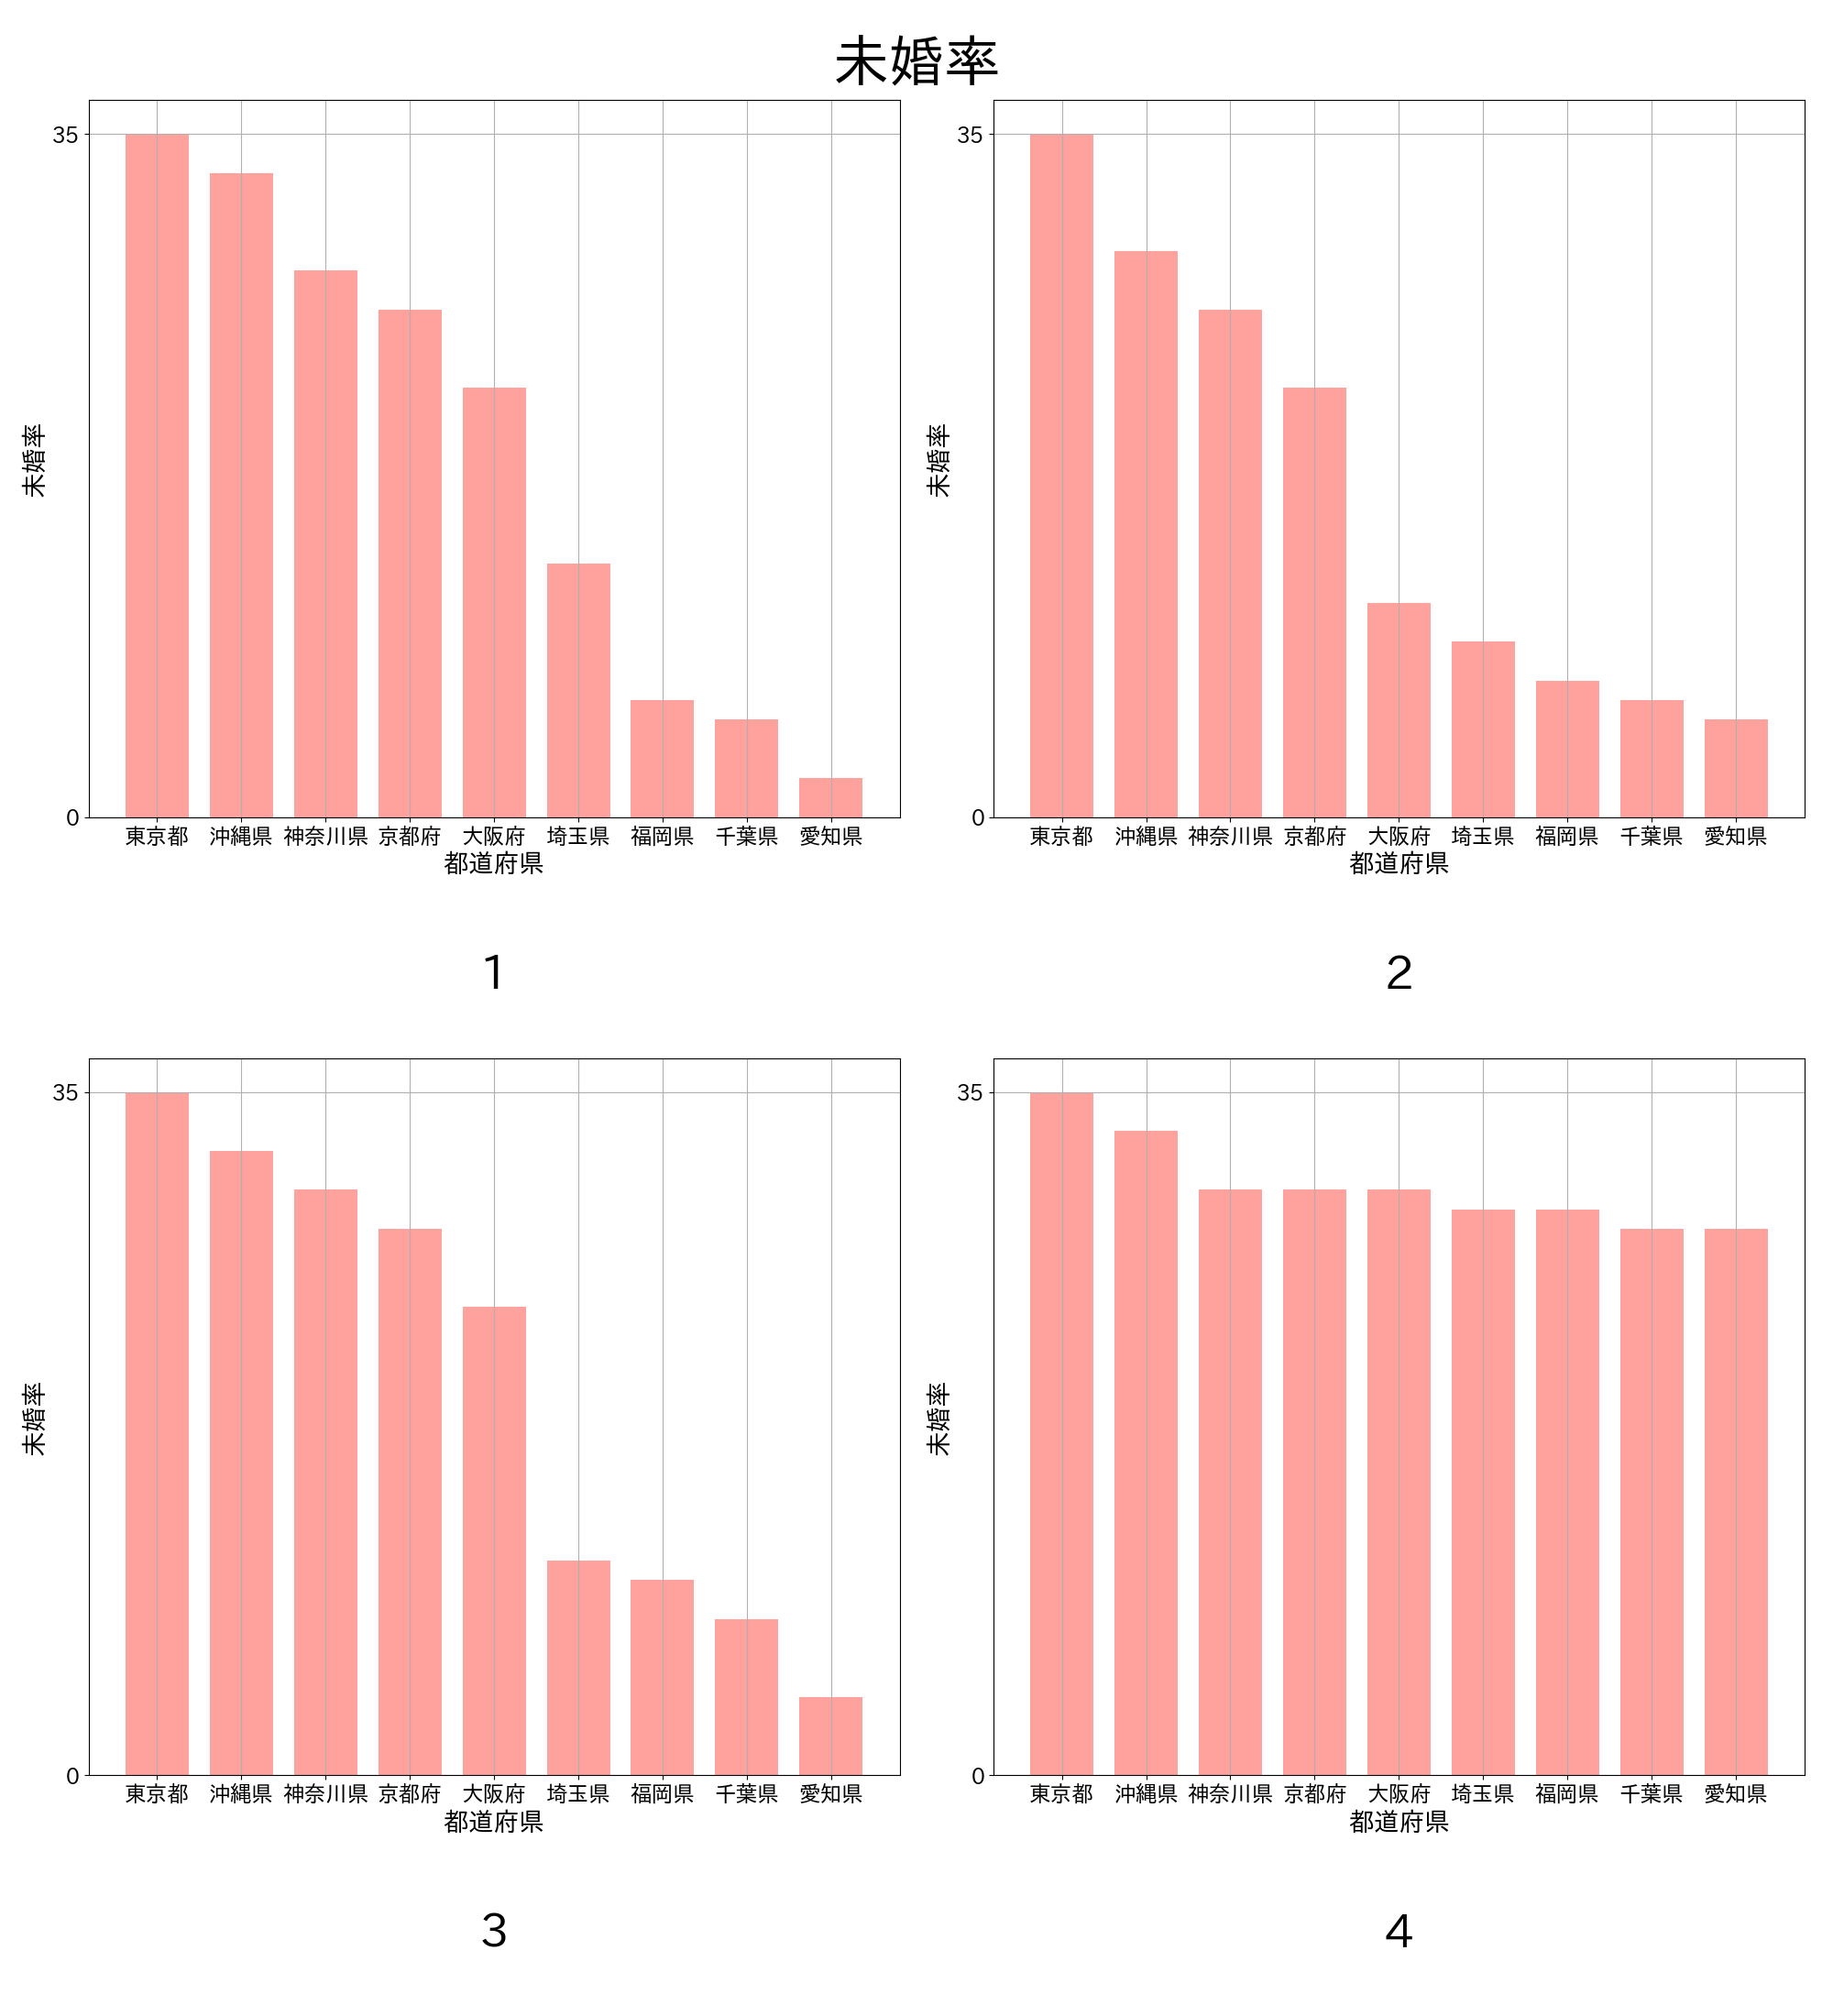 未婚率
35
0
未婚率
東京都 沖縄県 神奈川県 京都府 大阪府 埼玉県 福岡県 千葉県 愛知県
都道府県
1
35
0
未婚率
東京都 沖縄県 神奈川県 京都府 大阪府 埼玉県 福岡県 千葉県 愛知県
都道府県
2
35
0
未婚率
東京都 沖縄県 神奈川県 京都府 大阪府 埼玉県 福岡県 千葉県 愛知県
都道府県
3
35
0
未婚率
東京都 沖縄県 神奈川県 京都府 大阪府 埼玉県 福岡県 千葉県 愛知県
都道府県
4